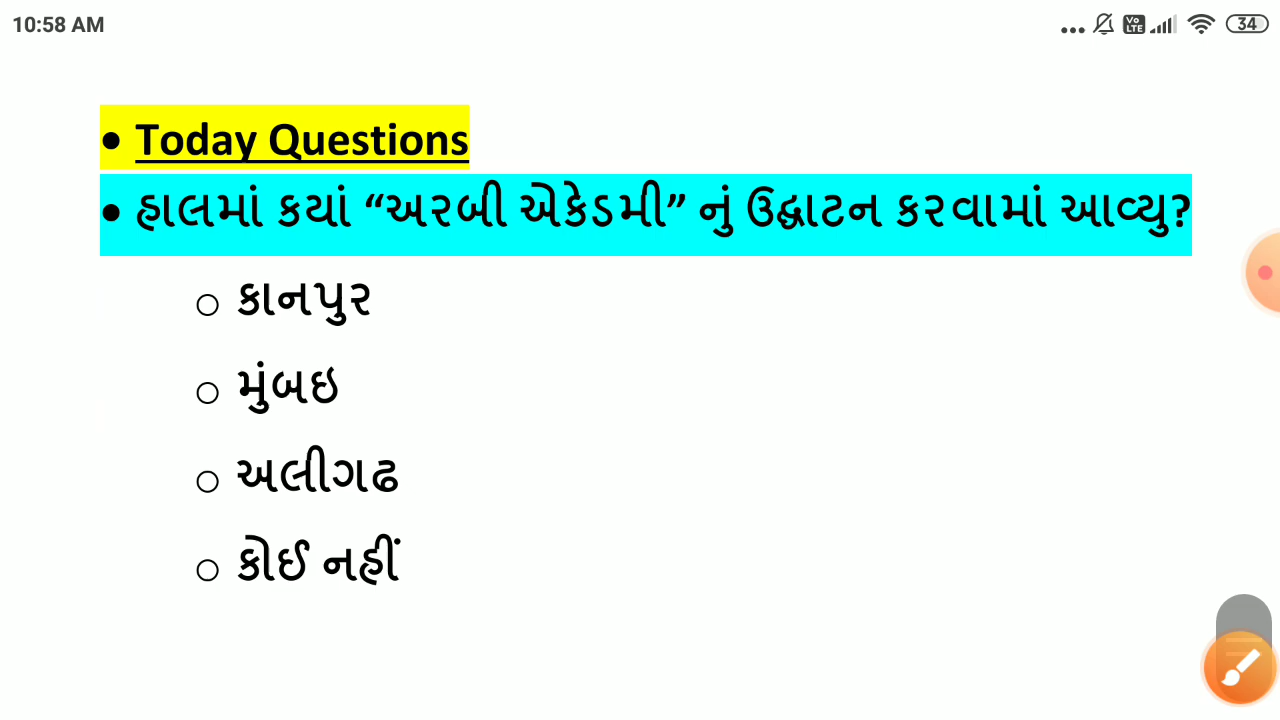 10:58 AM
34
• Today Questions
• હાલમાં કયાં “અરબી એકેડમી” નું ઉદ્ઘાટન કરવામાં આવ્યુ?
કાનપુર
મુંબઇ
અલીગઢ
કોઈ નહીં